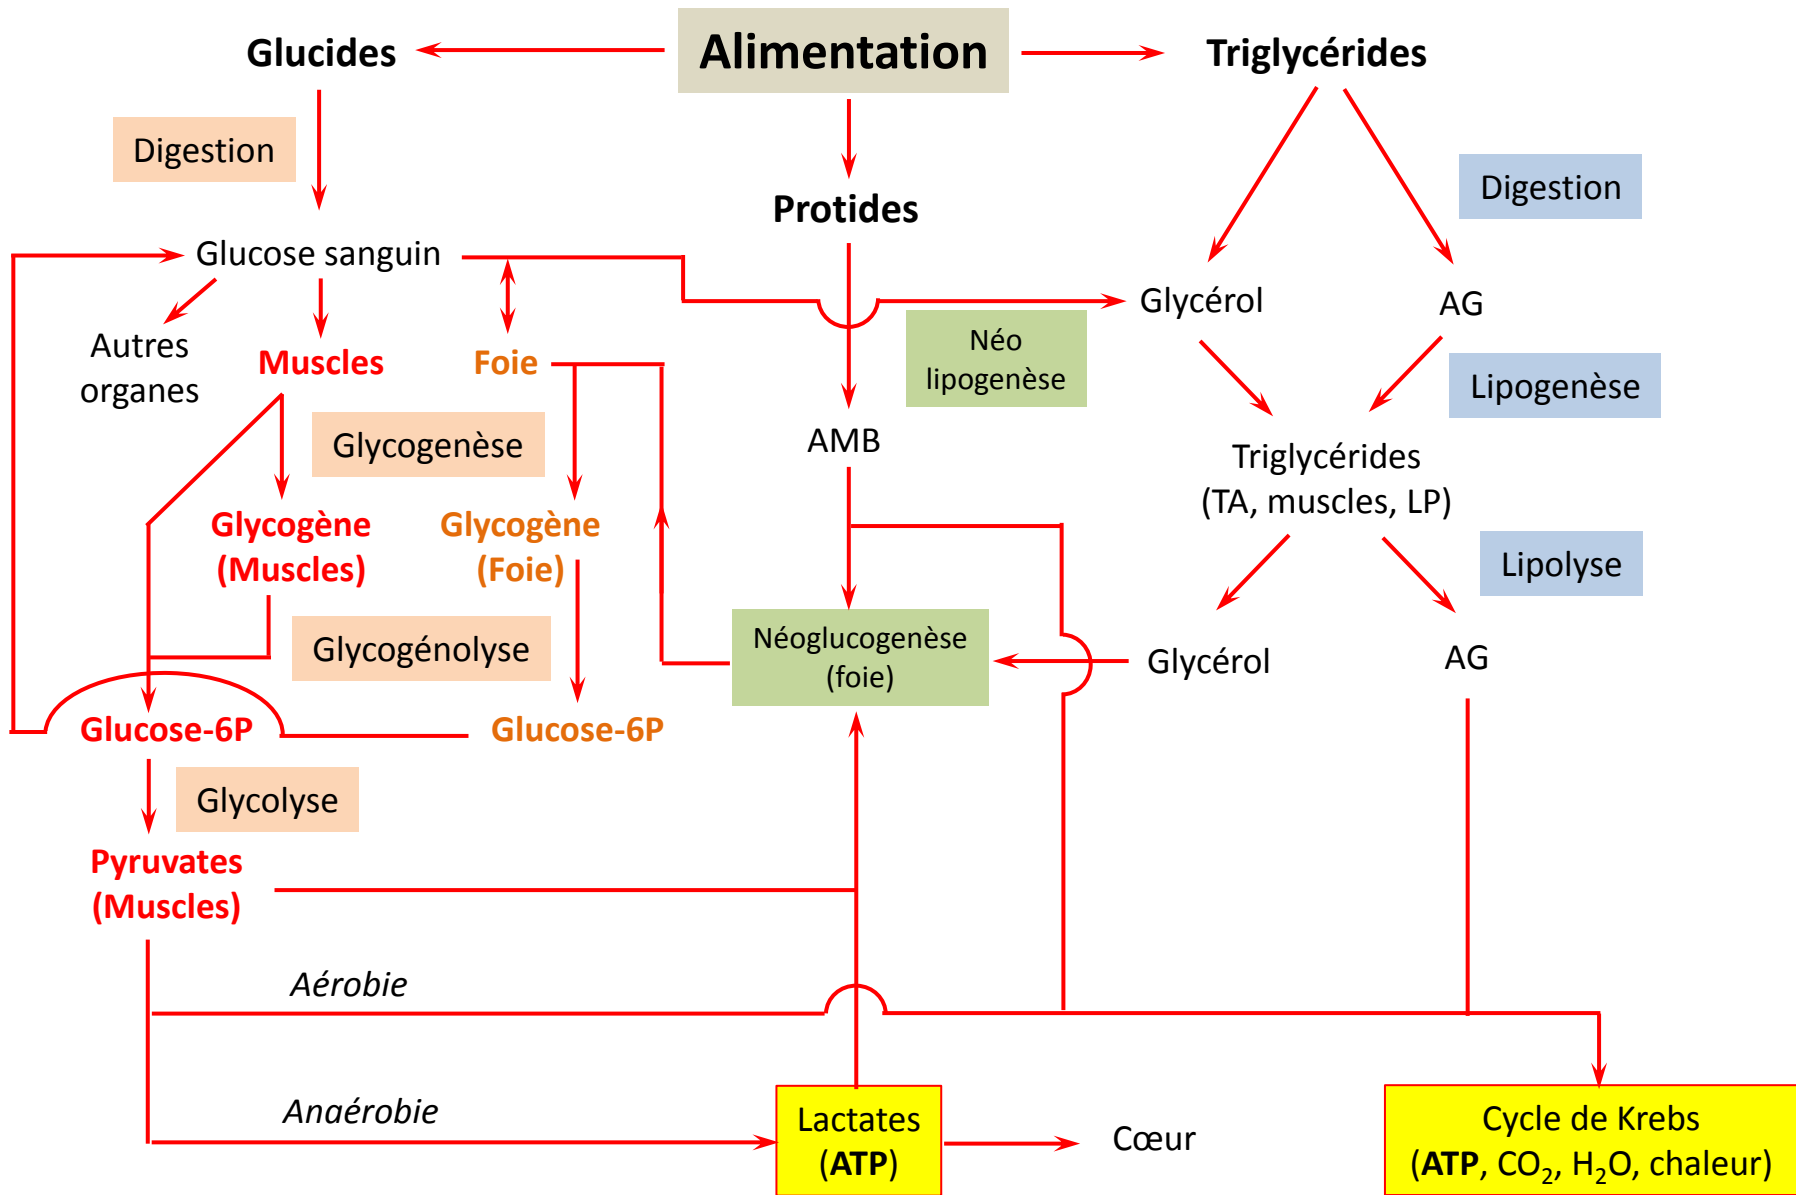 Glucides
Alimentation
Triglycérides
Digestion
Protides
Digestion
Glucose sanguin
Glycérol
AG
Autres
organes
Muscles
Foie
Néo
lipogenèse
Lipogenèse
Glycogenèse
AMB
Triglycérides
(TA, muscles, LP)
Glycogène
(Muscles)
Glycogène
(Foie)
Lipolyse
Glycogénolyse
Néoglucogenèse
(foie)
Glycérol
AG
Glucose-6P
Glucose-6P
Glycolyse
Pyruvates
(Muscles)
Aérobie
Anaérobie
Lactates
(ATP)
Cœur
Cycle de Krebs
(ATP, CO₂, H₂O, chaleur)